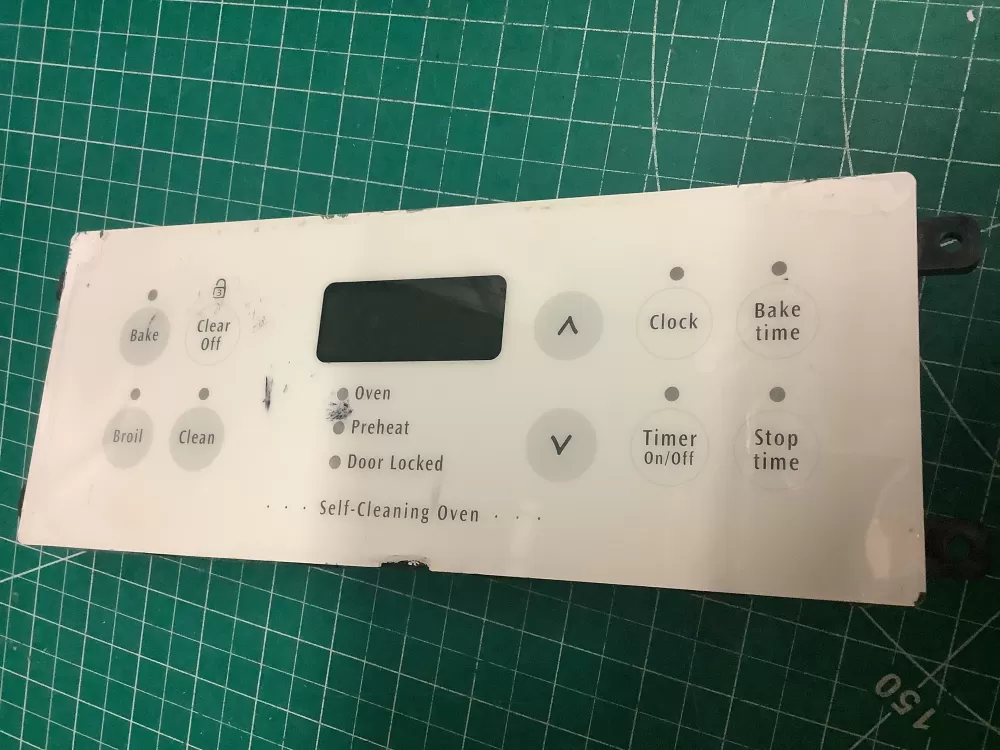 3
Bake
Clear
Off
Broil
Clean
Oven
Preheat
Door Locked
· · · Self-Cleaning Oven · · ·
∧
∨
Clock
Bake
time
Timer
On/Off
Stop
time
150